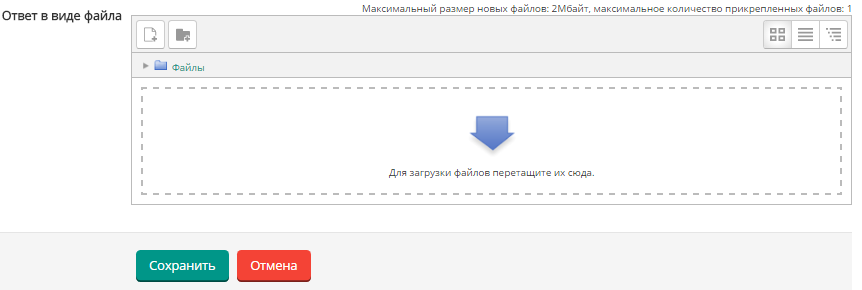 Максимальный размер новых файлов: 2Мбайт, максимальное количество прикрепленных файлов: 1
Ответ в виде файла
Файлы
Для загрузки файлов перетащите их сюда.
Сохранить Отмена